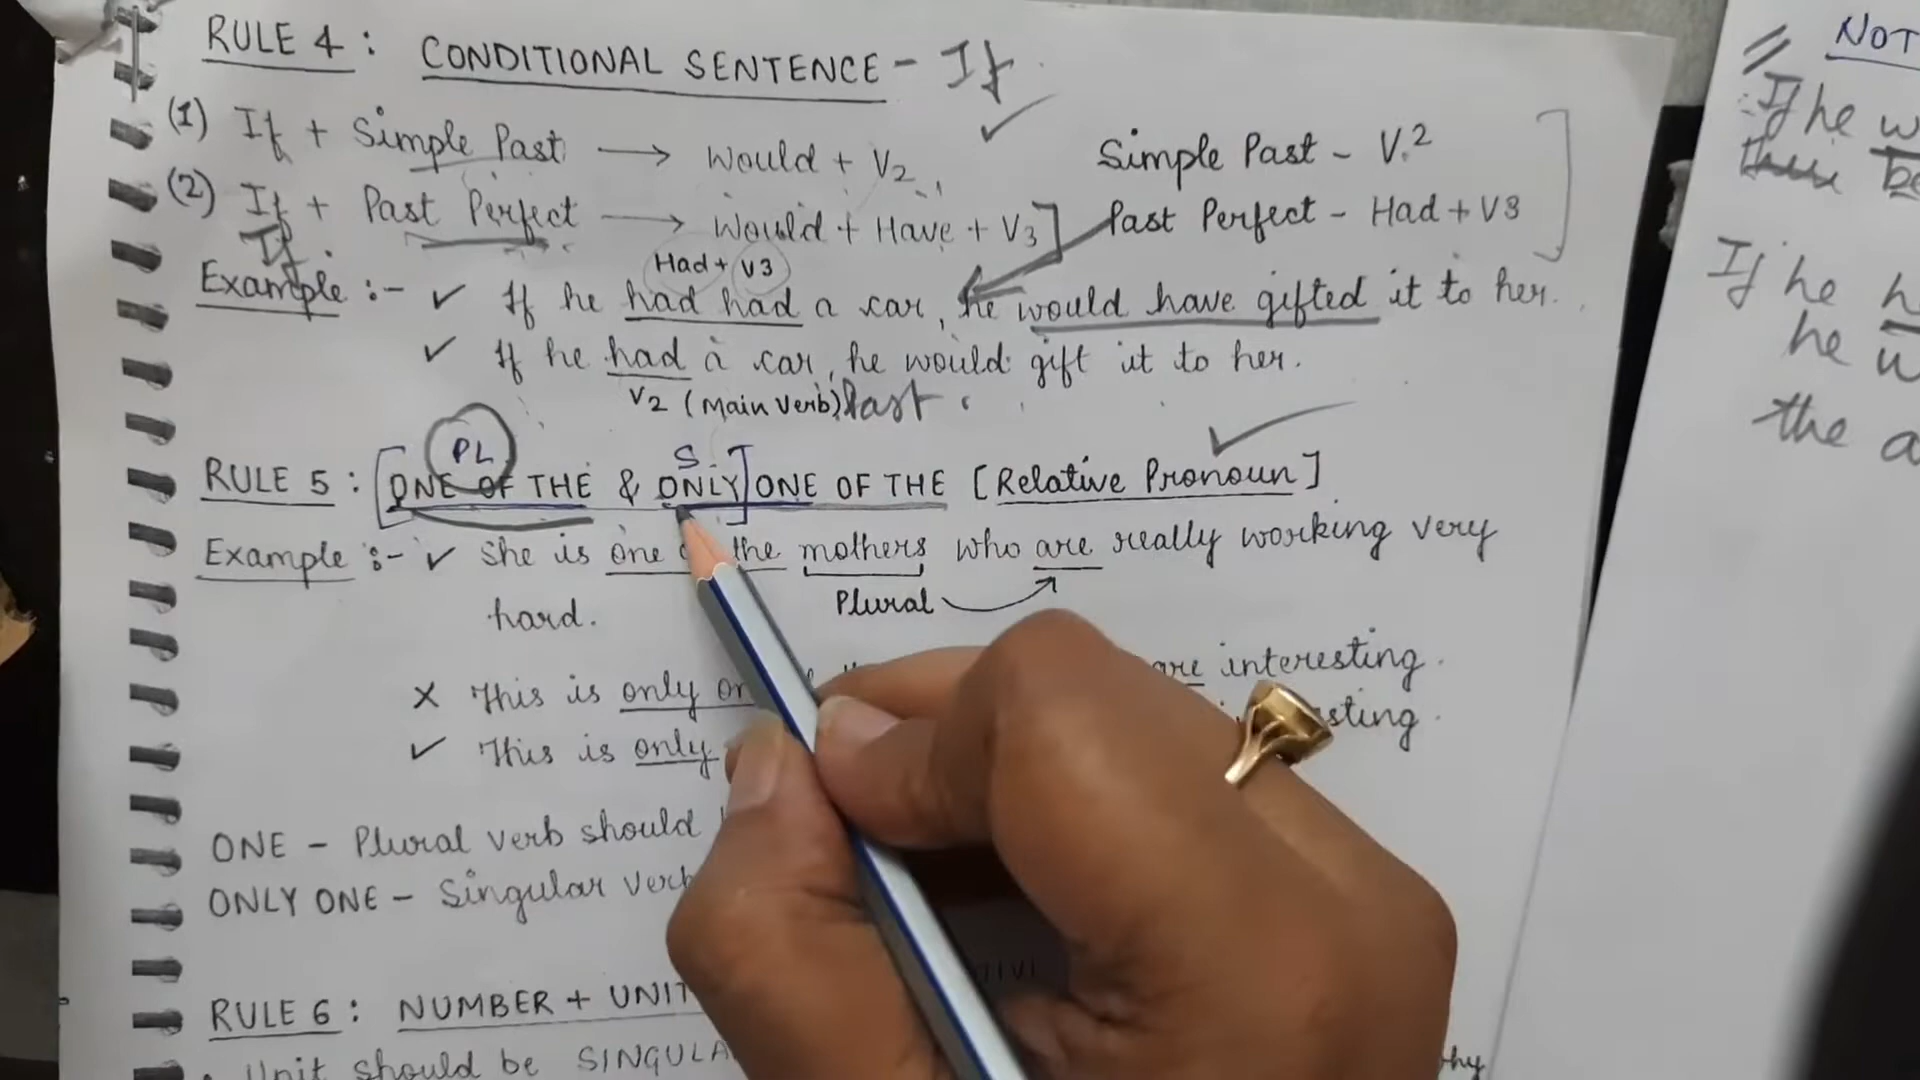 RULE 4 : CONDITIONAL SENTENCE - If
(1) If + Simple Past → Would + V2
Simple Past - V.2
(2) If + Past Perfect → Would + Have + V3
Past Perfect - Had + V3
If
Had + V3
Example :- ✓ If he had had a car, he would have gifted it to her.
✓ If he had a car, he would gift it to her.
V2 (Main Verb) Past
PL S
RULE 5 : [ONE OF THE & ONLY] ONE OF THE [Relative Pronoun]
Example :- ✓ She is one the mothers who are really working very
Plural
hard.
X This is only are interesting.
✓ This is only
ONE - Plural verb should
ONLY ONE - Singular Verb
RULE 6 : NUMBER + UNIT
Unit should be
NOT
If he
If he
he
the